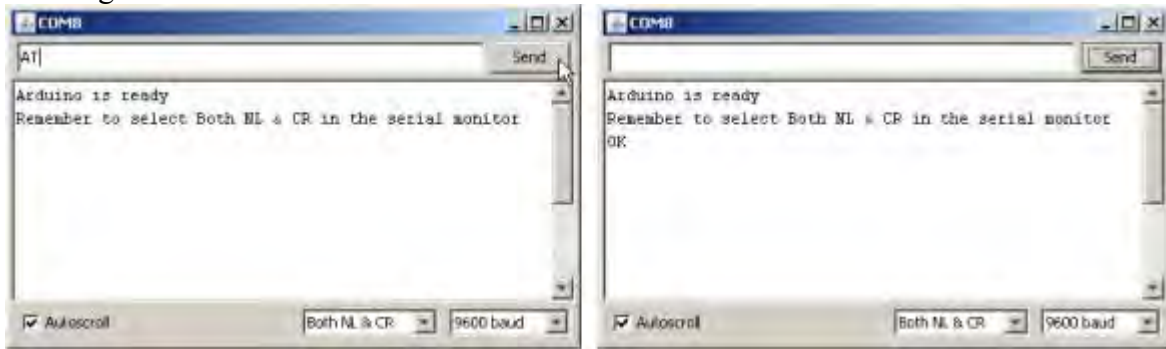 COM8
AT
Send
Arduino is ready
Remember to select Both NL & CR in the serial monitor
Autoscroll
Both NL & CR
9600 baud
COM8
Send
Arduino is ready
Remember to select Both NL & CR in the serial monitor
OK
Autoscroll
Both NL & CR
9600 baud